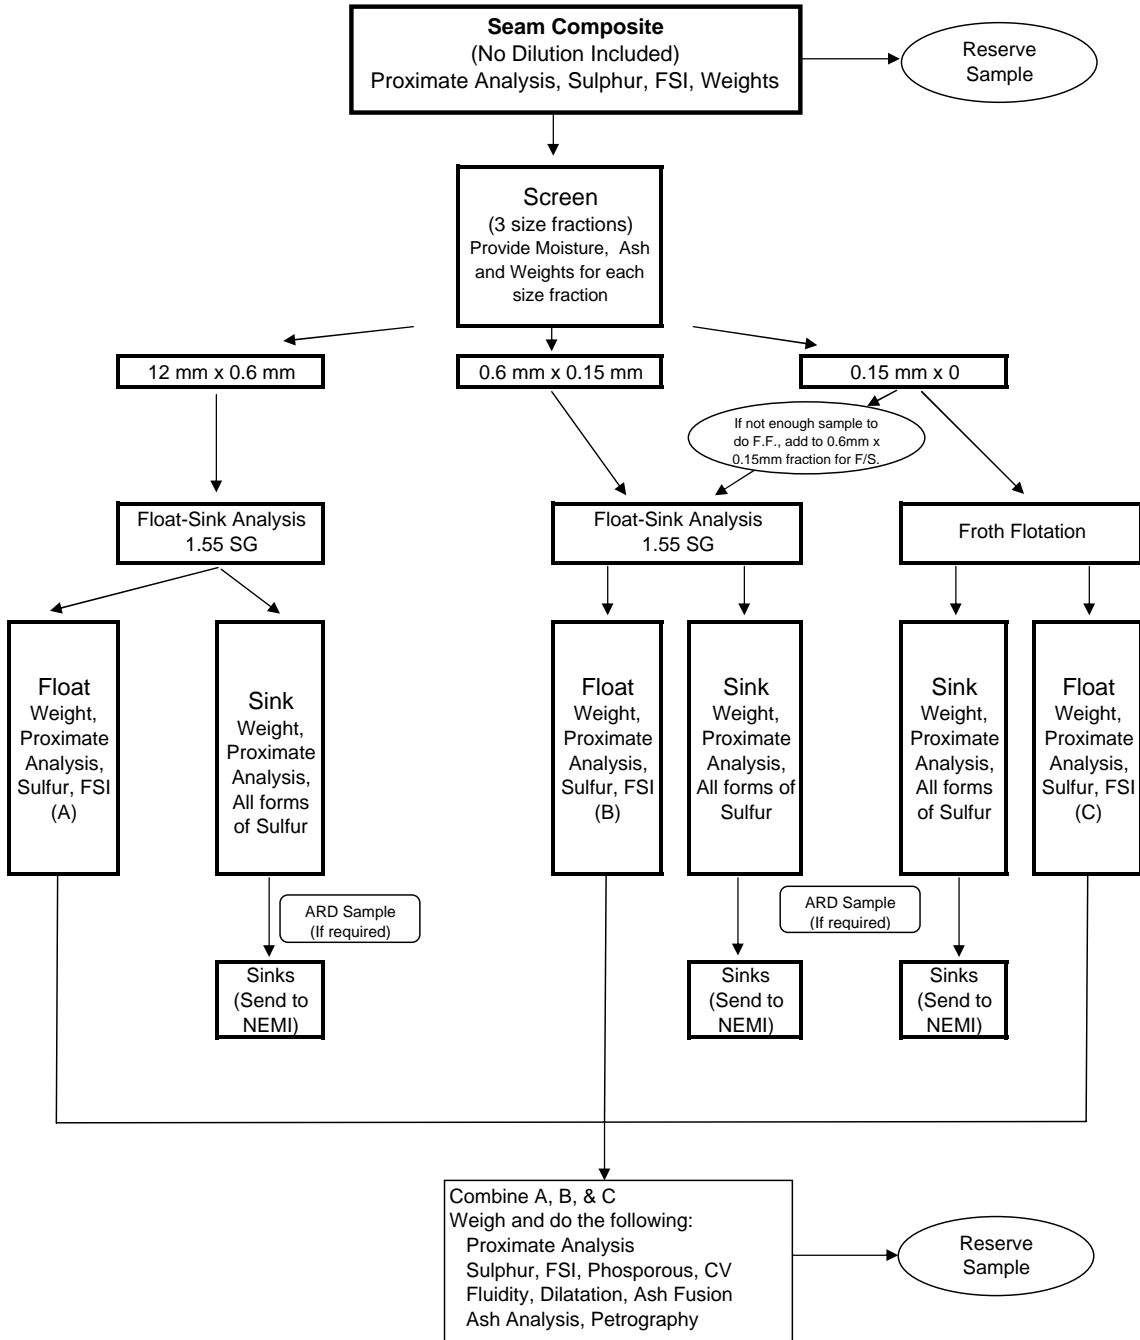 Seam Composite
(No Dilution Included)
Proximate Analysis, Sulphur, FSI, Weights
Reserve
Sample
Screen
(3 size fractions)
Provide Moisture, Ash
and Weights for each
size fraction
12 mm x 0.6 mm
0.6 mm x 0.15 mm
0.15 mm x 0
If not enough sample to
do F.F., add to 0.6mm x
0.15mm fraction for F/S.
Float-Sink Analysis
1.55 SG
Float-Sink Analysis
1.55 SG
Froth Flotation
Float
Weight,
Proximate
Analysis,
Sulfur, FSI
(A)
Sink
Weight,
Proximate
Analysis,
All forms
of Sulfur
Float
Weight,
Proximate
Analysis,
Sulfur, FSI
(B)
Sink
Weight,
Proximate
Analysis,
All forms of
Sulfur
Sink
Weight,
Proximate
Analysis,
All forms
of Sulfur
Float
Weight,
Proximate
Analysis,
Sulfur, FSI
(C)
ARD Sample
(If required)
ARD Sample
(If required)
Sinks
(Send to
NEMI)
Sinks
(Send to
NEMI)
Sinks
(Send to
NEMI)
Combine A, B, & C
Weigh and do the following:
Proximate Analysis
Sulphur, FSI, Phosporous, CV
Fluidity, Dilatation, Ash Fusion
Ash Analysis, Petrography
Reserve
Sample